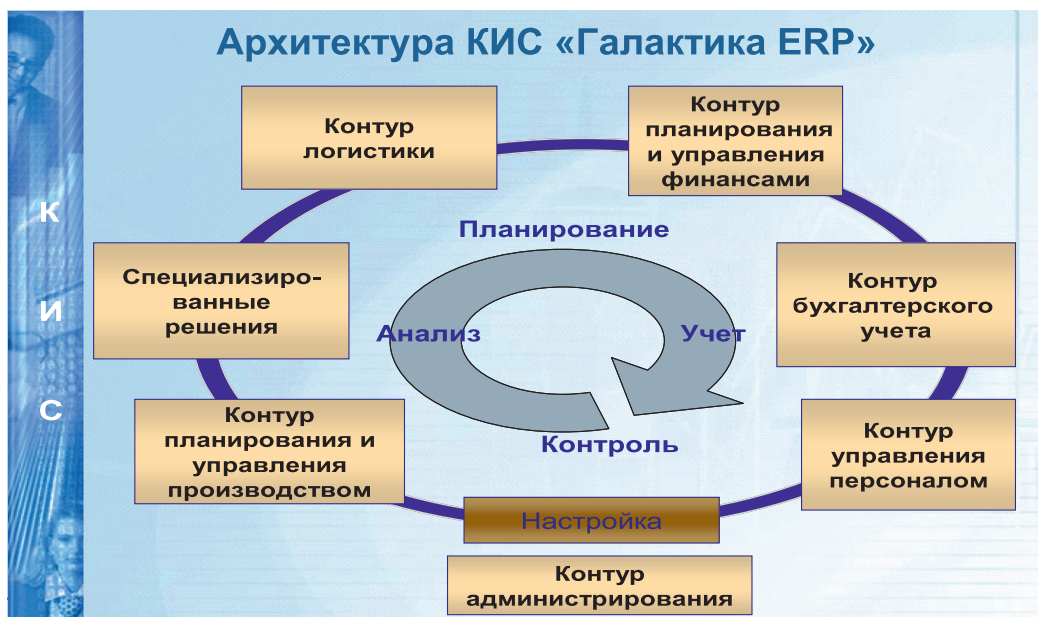 Архитектура КИС «Галактика ERP»
Контур
логистики
Контур
планирования
и управления
финансами
К
И
С
Планирование
Специализиро-
ванные
решения
Анализ
Учет
Контур
бухгалтерского
учета
Контур
планирования и
управления
производством
Контроль
Контур
управления
персоналом
Настройка
Контур
администрирования